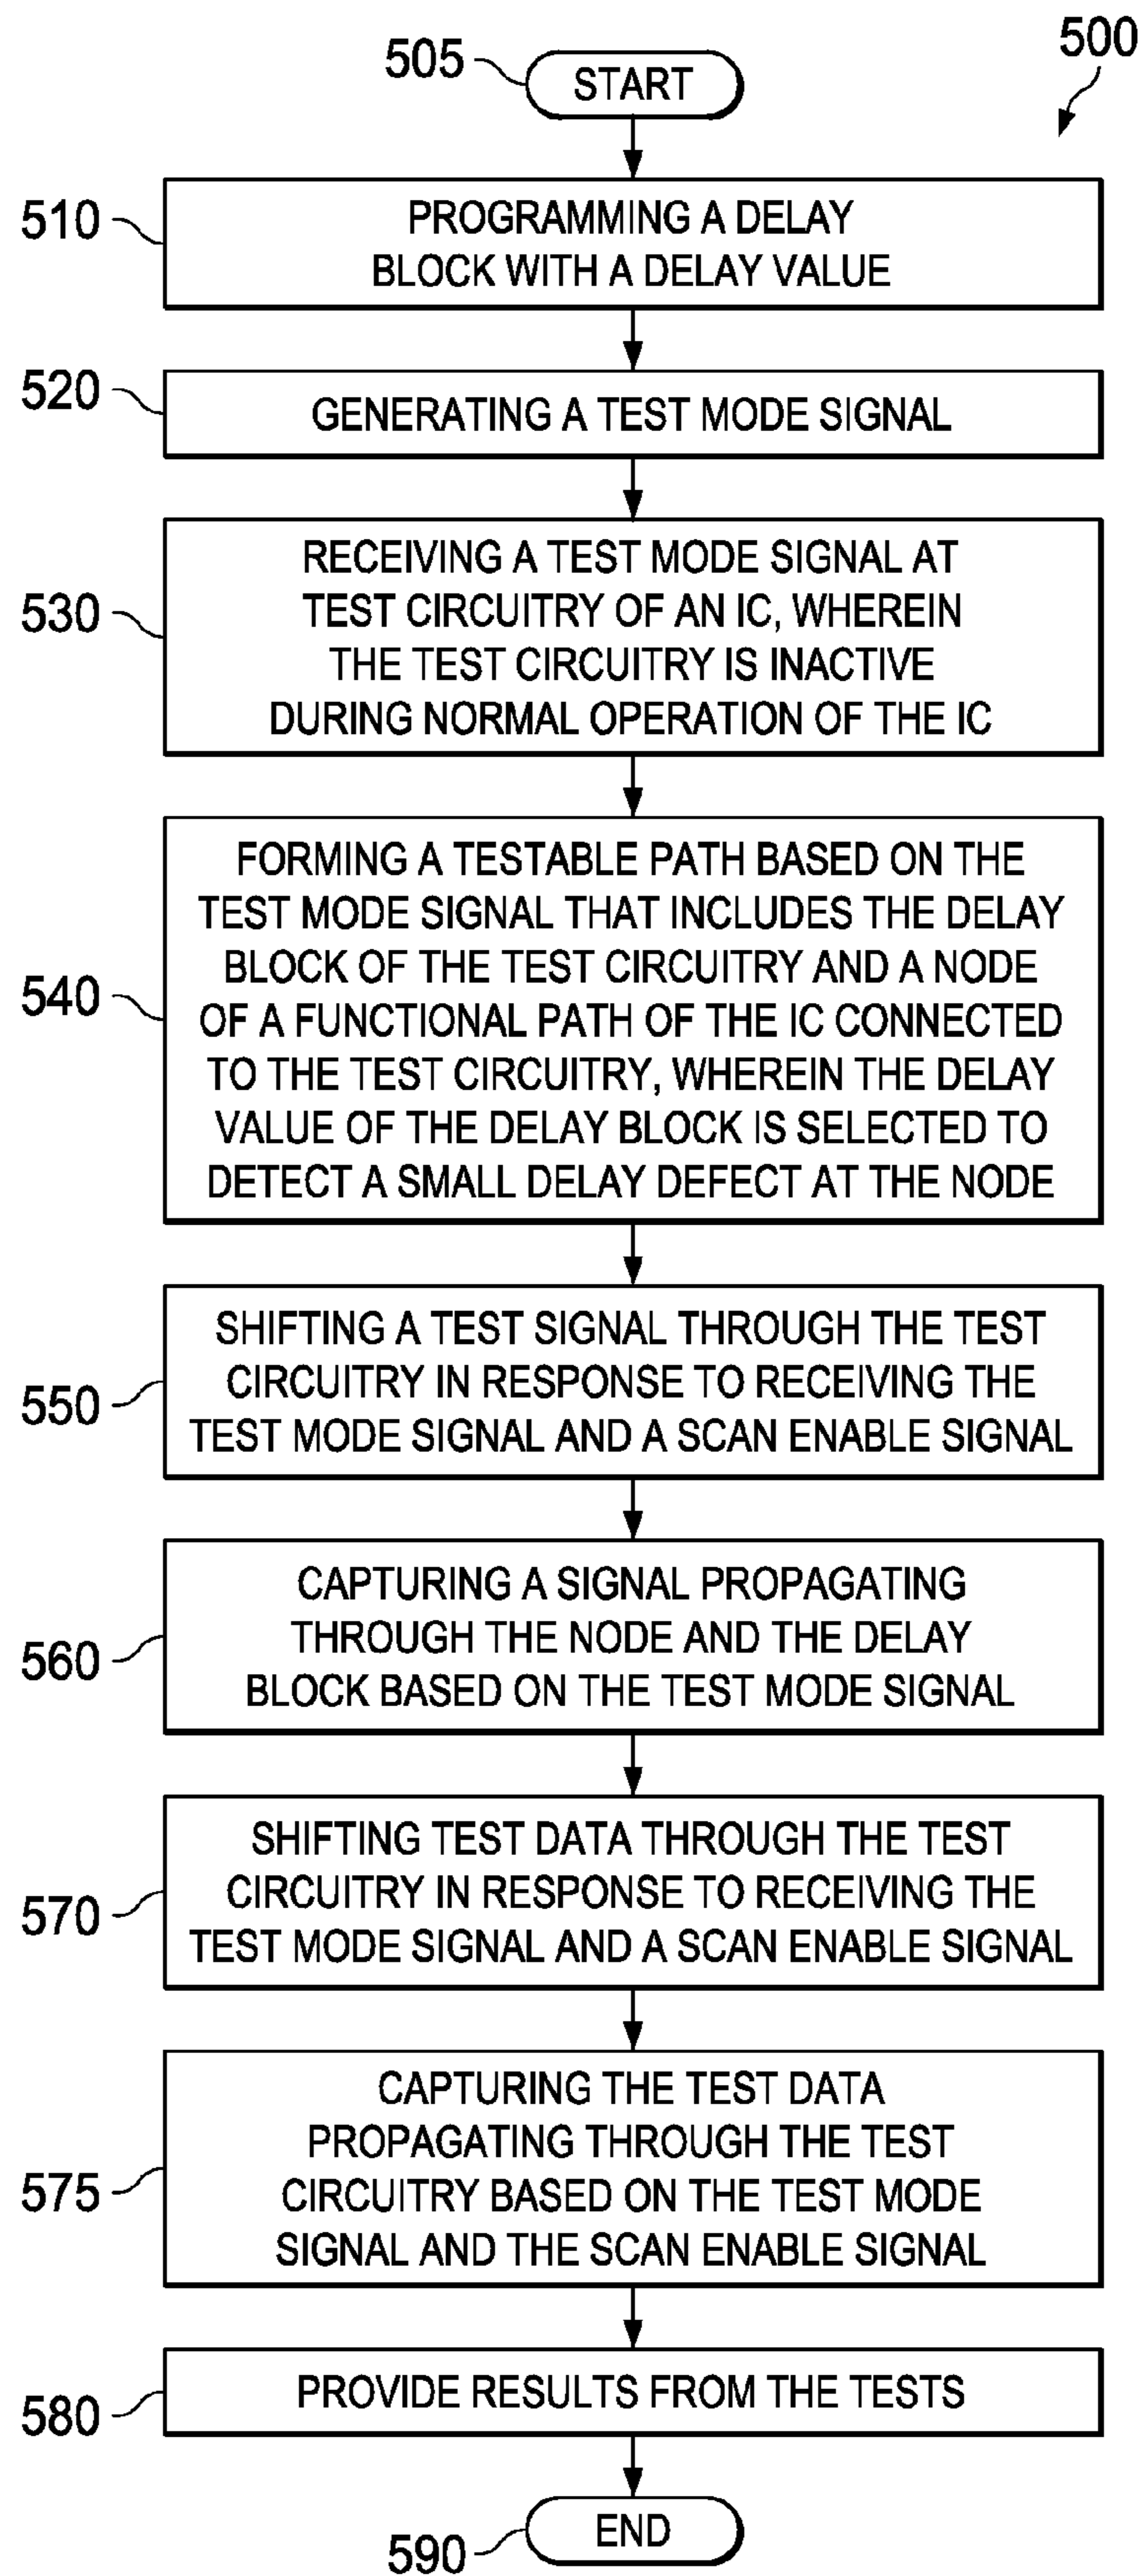 500
505
START
510
PROGRAMMING A DELAY
BLOCK WITH A DELAY VALUE
520
GENERATING A TEST MODE SIGNAL
530
RECEIVING A TEST MODE SIGNAL AT
TEST CIRCUITRY OF AN IC, WHEREIN
THE TEST CIRCUITRY IS INACTIVE
DURING NORMAL OPERATION OF THE IC
540
FORMING A TESTABLE PATH BASED ON THE
TEST MODE SIGNAL THAT INCLUDES THE DELAY
BLOCK OF THE TEST CIRCUITRY AND A NODE
OF A FUNCTIONAL PATH OF THE IC CONNECTED
TO THE TEST CIRCUITRY, WHEREIN THE DELAY
VALUE OF THE DELAY BLOCK IS SELECTED TO
DETECT A SMALL DELAY DEFECT AT THE NODE
550
SHIFTING A TEST SIGNAL THROUGH THE TEST
CIRCUITRY IN RESPONSE TO RECEIVING THE
TEST MODE SIGNAL AND A SCAN ENABLE SIGNAL
560
CAPTURING A SIGNAL PROPAGATING
THROUGH THE NODE AND THE DELAY
BLOCK BASED ON THE TEST MODE SIGNAL
570
SHIFTING TEST DATA THROUGH THE TEST
CIRCUITRY IN RESPONSE TO RECEIVING THE
TEST MODE SIGNAL AND A SCAN ENABLE SIGNAL
575
CAPTURING THE TEST DATA
PROPAGATING THROUGH THE TEST
CIRCUITRY BASED ON THE TEST MODE
SIGNAL AND THE SCAN ENABLE SIGNAL
580
PROVIDE RESULTS FROM THE TESTS
590
END